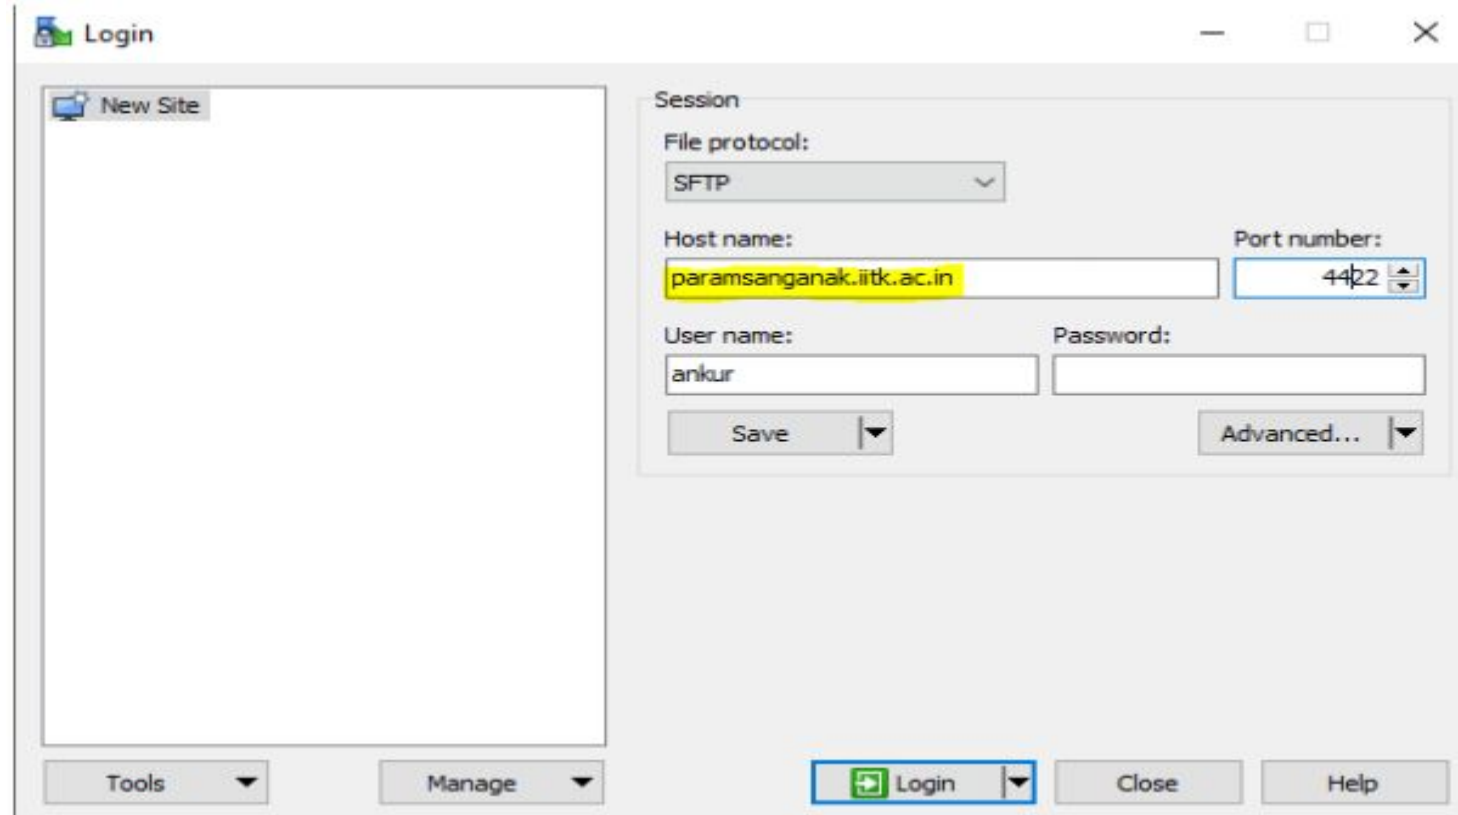 Login
New Site
Session
File protocol:
SFTP
Host name:
Port number:
paramsanganak.iitk.ac.in
4422
User name:
Password:
ankur
Save
Advanced...
Tools
Manage
Login
Close
Help